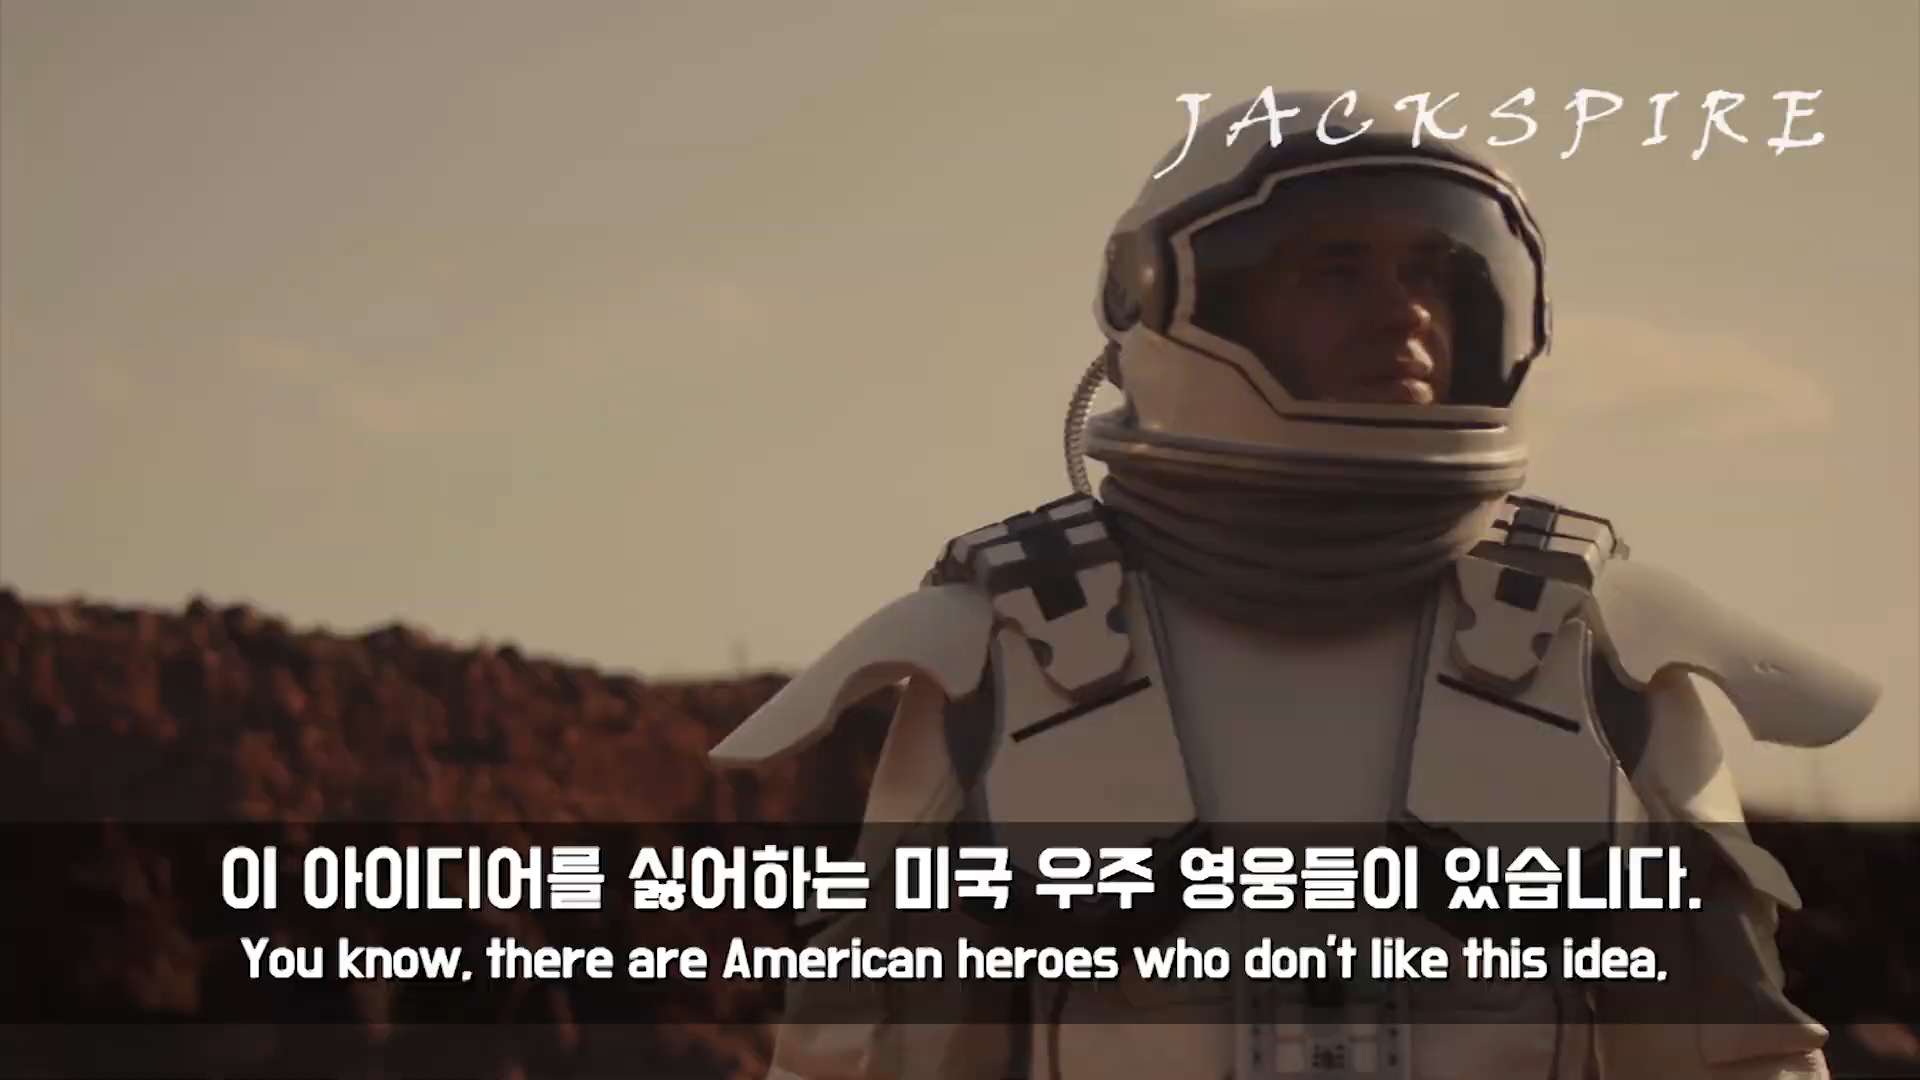 JACKSPIRE
이 아이디어를 싫어하는 미국 우주 영웅들이 있습니다.
You know, there are American heroes who don't like this idea,